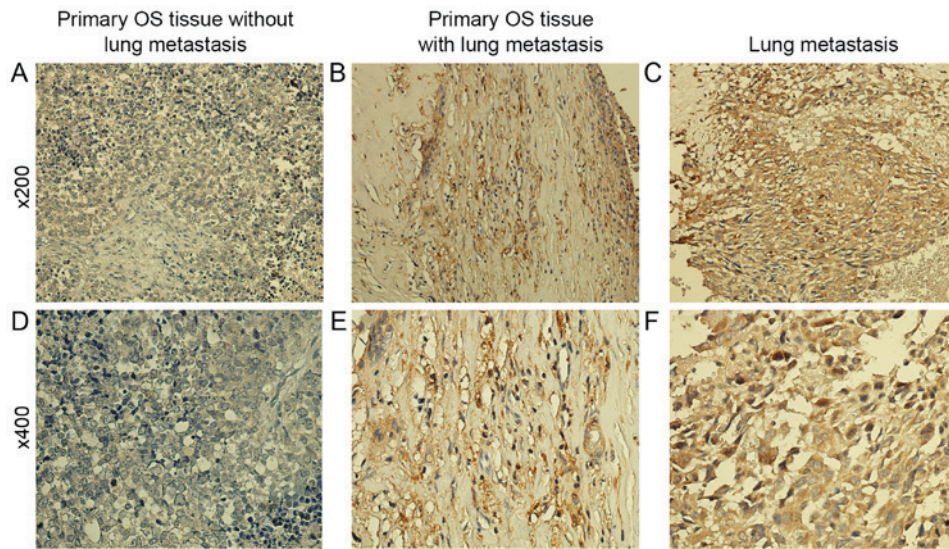 Primary OS tissue without
lung metastasis
Primary OS tissue
with lung metastasis
Lung metastasis
A
B
C
x200
D
E
F
x400